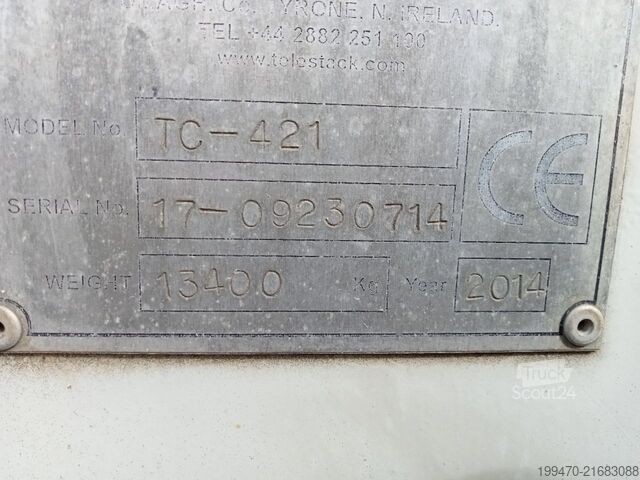 CO. TYRONE, N. IRELAND.
TEL +44 2882 251 100
www.telestack.com
MODEL No. TC-421
SERIAL No. 17-09230714
WEIGHT 13400 Kg Year 2014
CE
Truck
Scout24
199470-21683088